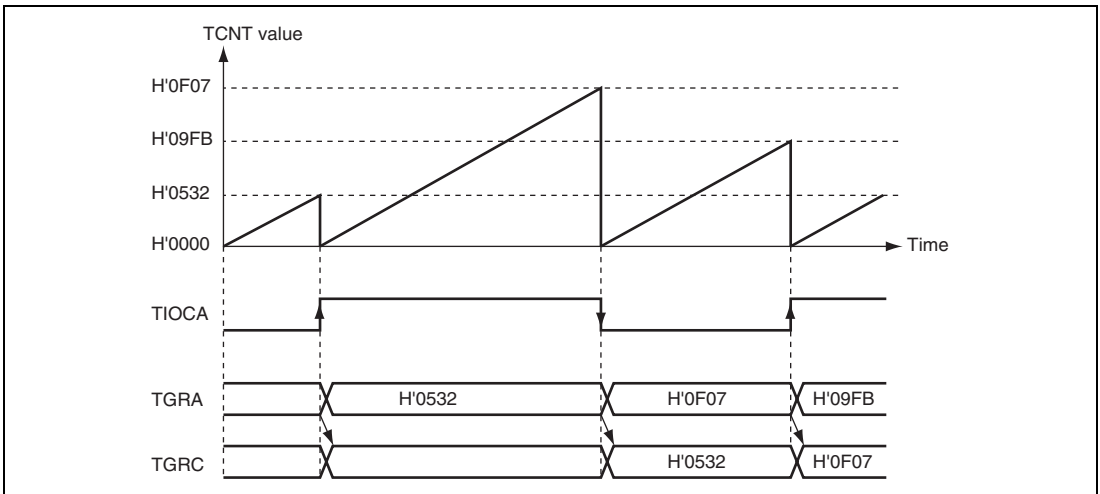 TCNT value
H'0F07
H'09FB
H'0532
H'0000
Time
TIOCA
TGRA
H'0532
H'0F07
H'09FB
TGRC
H'0532
H'0F07